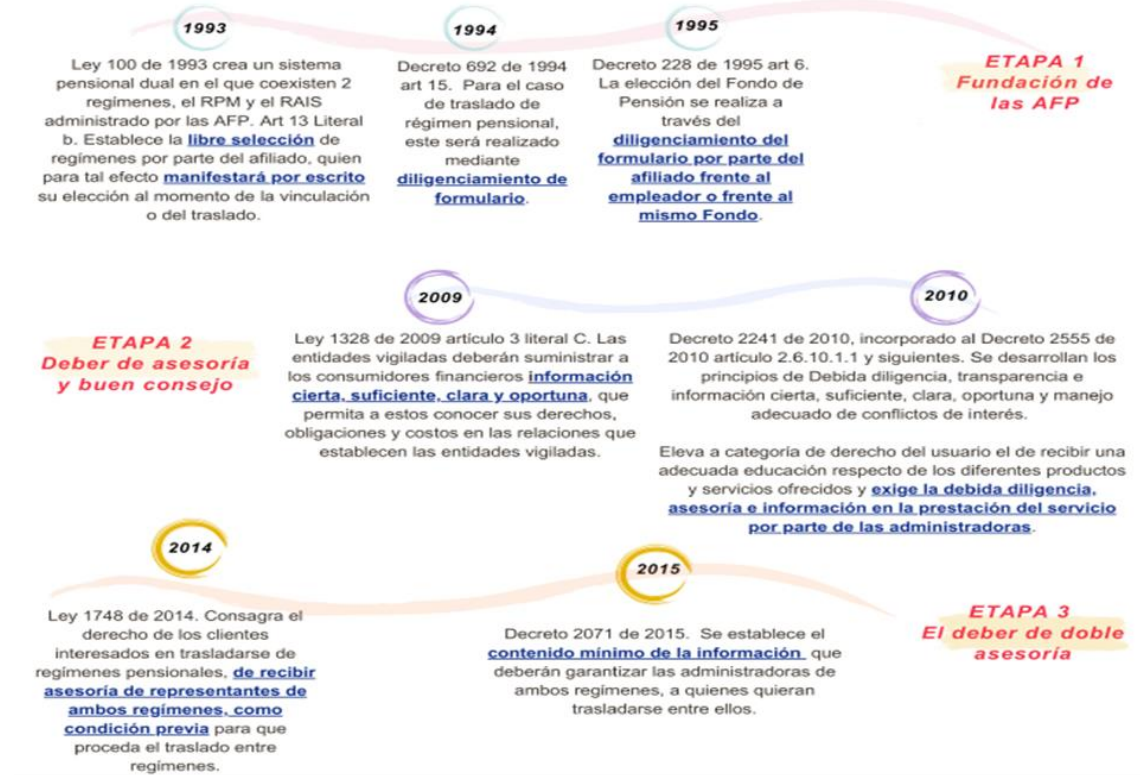 1993
Ley 100 de 1993 crea un sistema
pensional dual en el que coexisten 2
regímenes, el RPM y el RAIS
administrado por las AFP. Art 13 Literal
b. Establece la libre selección de
regímenes por parte del afiliado, quien
para tal efecto manifestará por escrito
su elección al momento de la vinculación
o del traslado.
1994
Decreto 692 de 1994
art 15. Para el caso
de traslado de
régimen pensional,
este será realizado
mediante
diligenciamiento de
formulario.
1995
Decreto 228 de 1995 art 6.
La elección del Fondo de
Pensión se realiza a
través del
diligenciamiento del
formulario por parte del
afiliado frente al
empleador o frente al
mismo Fondo.
ETAPA 1
Fundación de
las AFP
ETAPA 2
Deber de asesoría
y buen consejo
2009
Ley 1328 de 2009 artículo 3 literal C. Las
entidades vigiladas deberán suministrar a
los consumidores financieros información
cierta, suficiente, clara y oportuna, que
permita a estos conocer sus derechos,
obligaciones y costos en las relaciones que
establecen las entidades vigiladas.
2010
Decreto 2241 de 2010, incorporado al Decreto 2555 de
2010 artículo 2.6.10.1.1 y siguientes. Se desarrollan los
principios de Debida diligencia, transparencia e
información cierta, suficiente, clara, oportuna y manejo
adecuado de conflictos de interés.
Eleva a categoría de derecho del usuario el de recibir una
adecuada educación respecto de los diferentes productos
y servicios ofrecidos y exige la debida diligencia,
asesoría e información en la prestación del servicio
por parte de las administradoras.
2014
Ley 1748 de 2014. Consagra el
derecho de los clientes
interesados en trasladarse de
regímenes pensionales, de recibir
asesoría de representantes de
ambos regímenes, como
condición previa para que
proceda el traslado entre
regímenes.
2015
Decreto 2071 de 2015. Se establece el
contenido mínimo de la información que
deberán garantizar las administradoras de
ambos regímenes, a quienes quieran
trasladarse entre ellos.
ETAPA 3
El deber de doble
asesoría